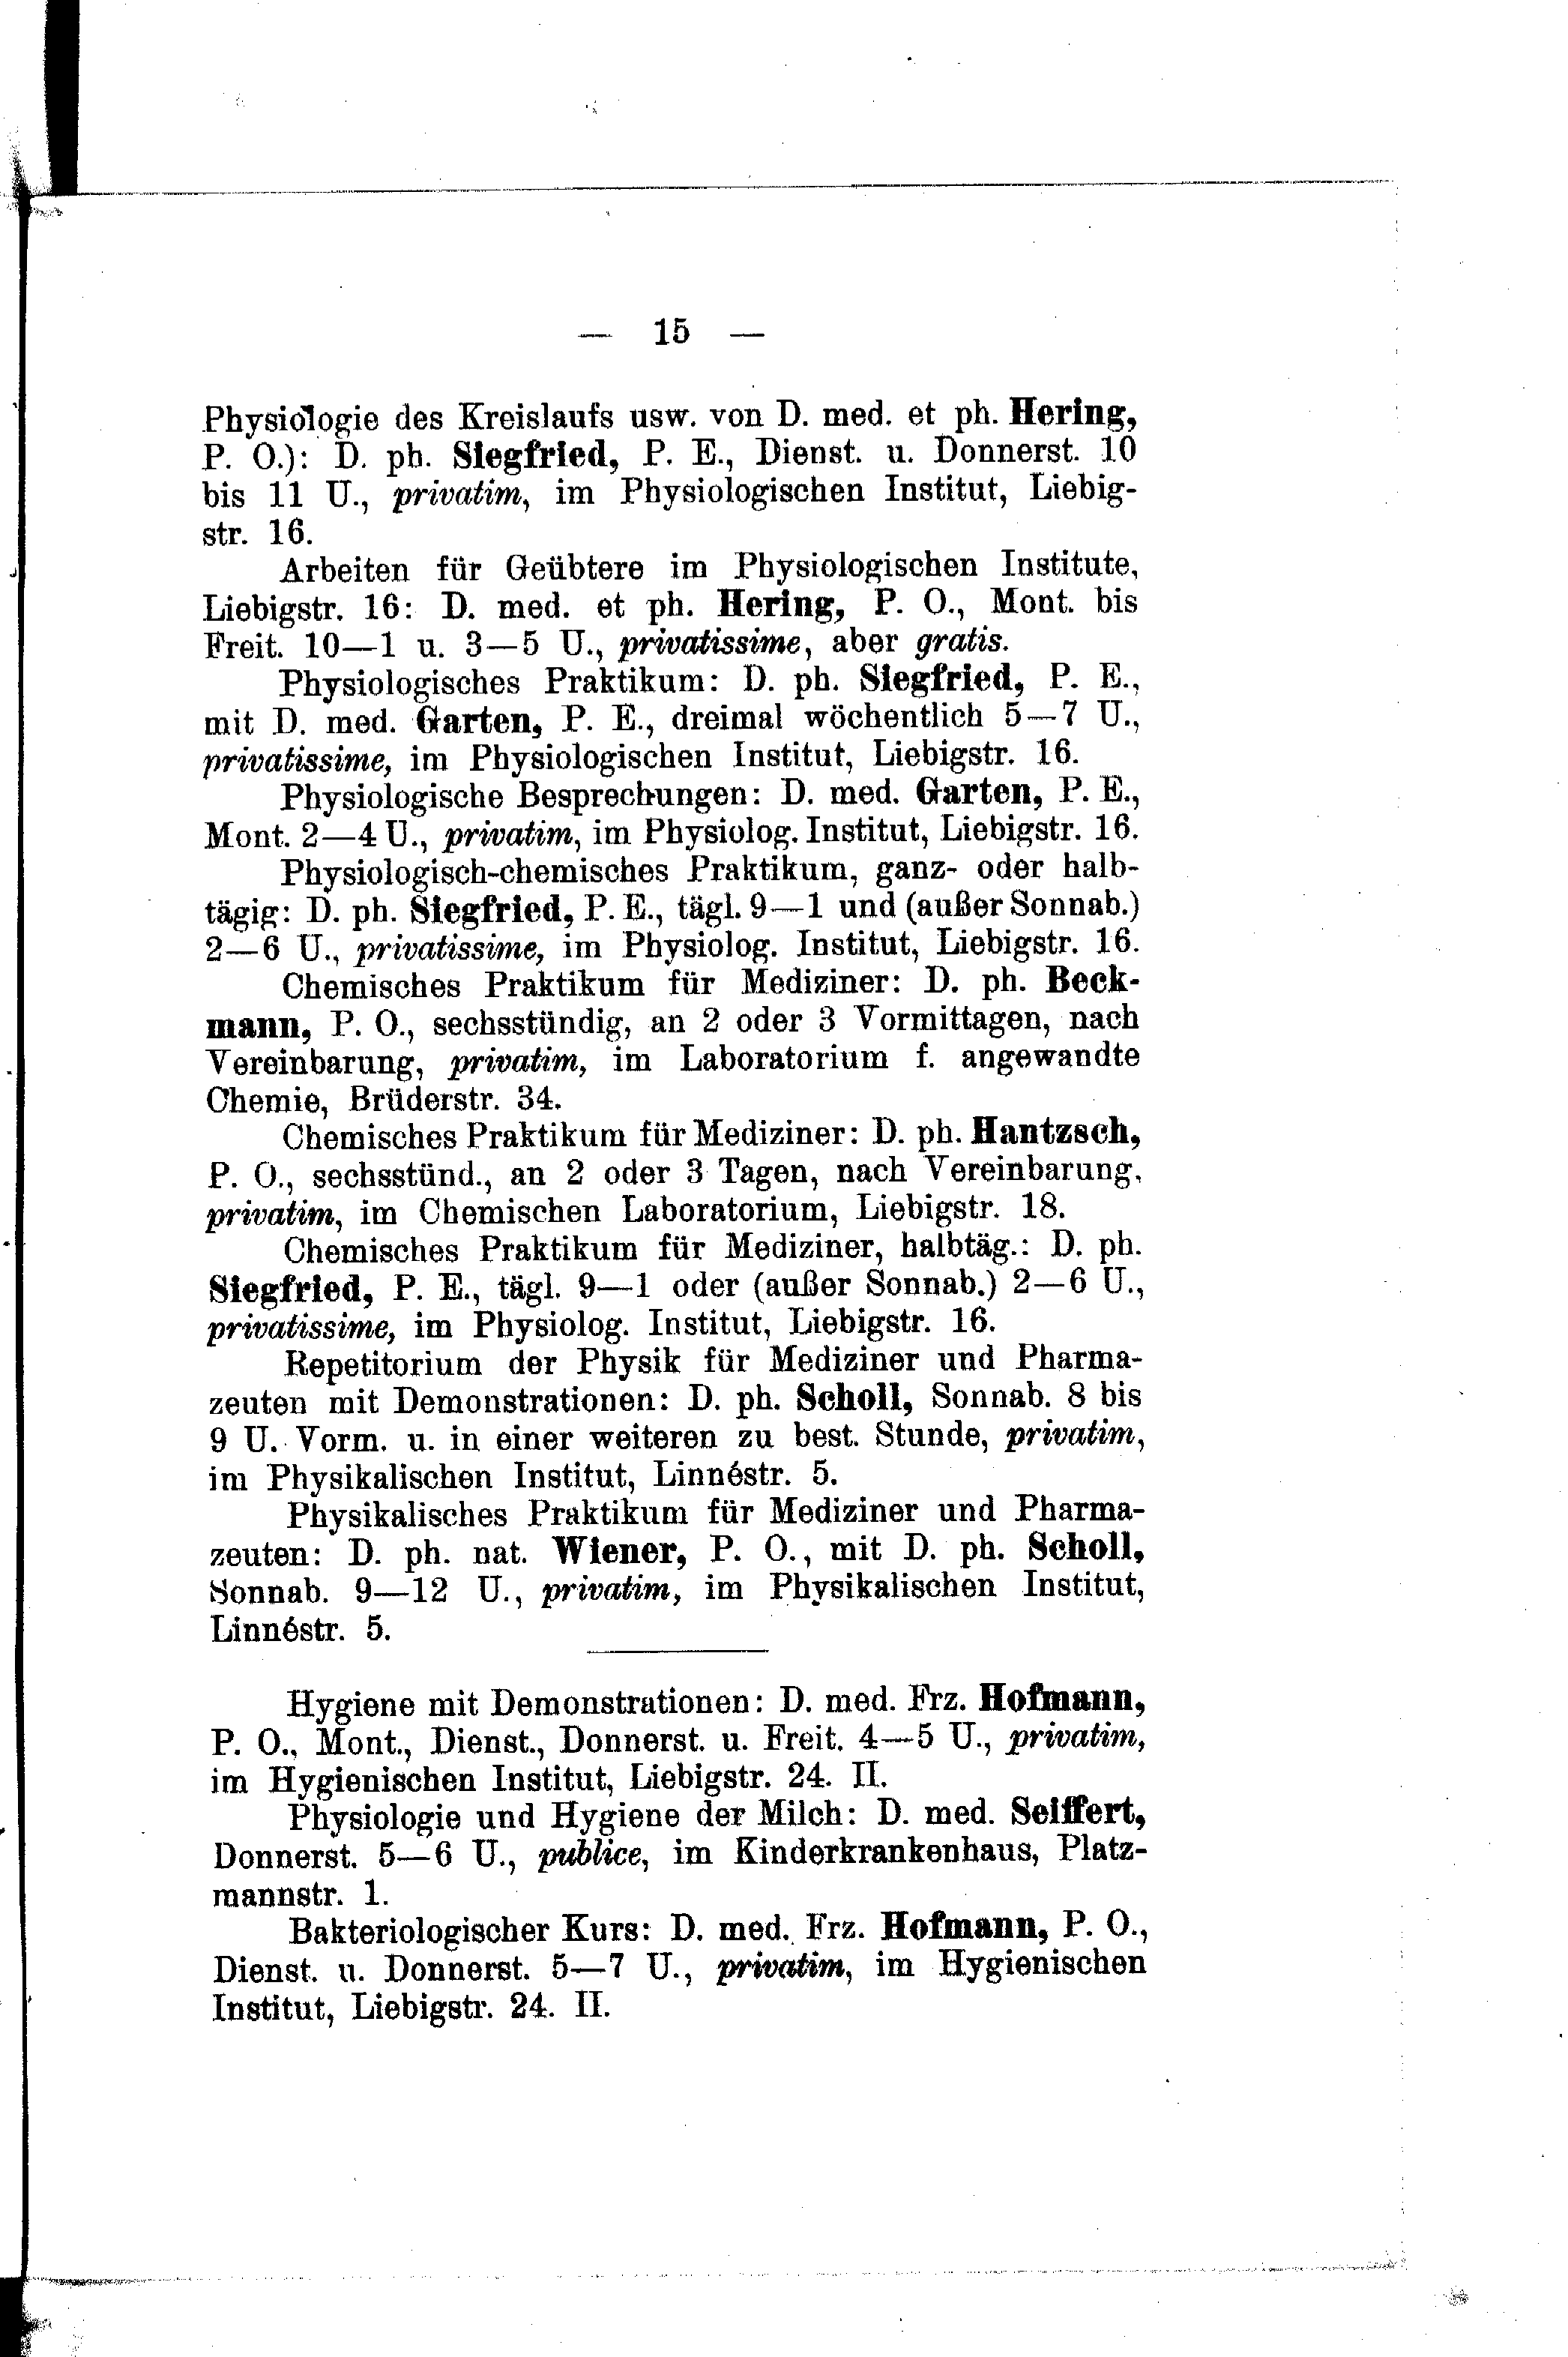 — 15 —
Physiologie des Kreislaufs usw. von D. med. et ph. Hering,
P. O.): D. ph. Siegfried, P. E., Dienst. u. Donnerst. 10
bis 11 U., privatim, im Physiologischen Institut, Liebig-
str. 16.
Arbeiten für Geübtere im Physiologischen Institute,
Liebigstr. 16: D. med. et ph. Hering, P. O., Mont. bis
Freit. 10—1 u. 3—5 U., privatissime, aber gratis.
Physiologisches Praktikum: D. ph. Siegfried, P. E.,
mit D. med. Garten, P. E., dreimal wöchentlich 5—7 U.,
privatissime, im Physiologischen Institut, Liebigstr. 16.
Physiologische Besprechungen: D. med. Garten, P. E.,
Mont. 2—4 U., privatim, im Physiolog. Institut, Liebigstr. 16.
Physiologisch-chemisches Praktikum, ganz- oder halb-
tägig: D. ph. Siegfried, P. E., tägl. 9—1 und (außer Sonnab.)
2—6 U., privatissime, im Physiolog. Institut, Liebigstr. 16.
Chemisches Praktikum für Mediziner: D. ph. Beck-
mann, P. O., sechsstündig, an 2 oder 3 Vormittagen, nach
Vereinbarung, privatim, im Laboratorium f. angewandte
Chemie, Brüderstr. 34.
Chemisches Praktikum für Mediziner: D. ph. Hantzsch,
P. O., sechsstünd., an 2 oder 3 Tagen, nach Vereinbarung,
privatim, im Chemischen Laboratorium, Liebigstr. 18.
Chemisches Praktikum für Mediziner, halbtäg.: D. ph.
Siegfried, P. E., tägl. 9—1 oder (außer Sonnab.) 2—6 U.,
privatissime, im Physiolog. Institut, Liebigstr. 16.
Repetitorium der Physik für Mediziner und Pharma-
zeuten mit Demonstrationen: D. ph. Scholl, Sonnab. 8 bis
9 U. Vorm. u. in einer weiteren zu best. Stunde, privatim,
im Physikalischen Institut, Linnéstr. 5.
Physikalisches Praktikum für Mediziner und Pharma-
zeuten: D. ph. nat. Wiener, P. O., mit D. ph. Scholl,
Sonnab. 9—12 U., privatim, im Physikalischen Institut,
Linnéstr. 5.
Hygiene mit Demonstrationen: D. med. Frz. Hofmann,
P. O., Mont., Dienst., Donnerst. u. Freit. 4—5 U., privatim,
im Hygienischen Institut, Liebigstr. 24. II.
Physiologie und Hygiene der Milch: D. med. Seiffert,
Donnerst. 5—6 U., publice, im Kinderkrankenhaus, Platz-
mannstr. 1.
Bakteriologischer Kurs: D. med. Frz. Hofmann, P. O.,
Dienst. u. Donnerst. 5—7 U., privatim, im Hygienischen
Institut, Liebigstr. 24. II.